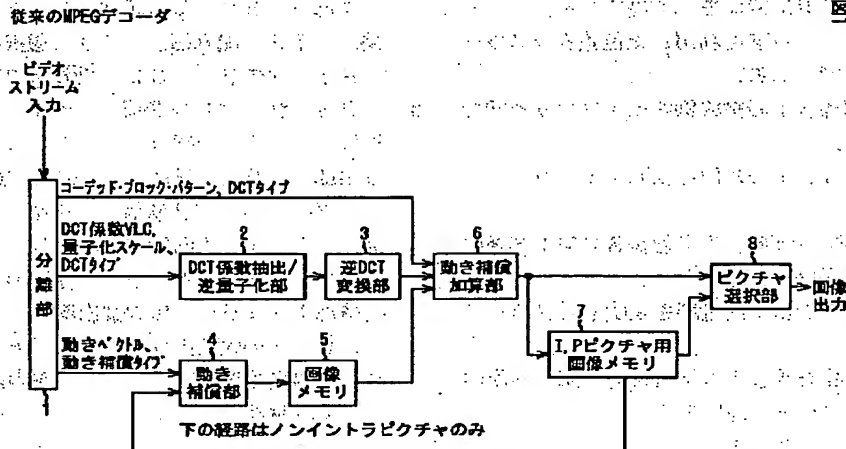 従来のMPEGデコーダ
図
ビデオ
ストリーム
入力
コーデッド・ブロック・パターン、DCTタイプ
DCT係数VLC、
量子化スケール、
DCTタイプ
2
3
6
8
分離部
DCT係数抽出/
逆量子化部
逆DCT
変換部
動き補償
加算部
ピクチャ
選択部
画像
出力
7
I,Pピクチャ用
画像メモリ
動きベクトル、
動き補償タイプ
4
5
動き
補償部
画像
メモリ
1
下の経路はノンイントラピクチャのみ